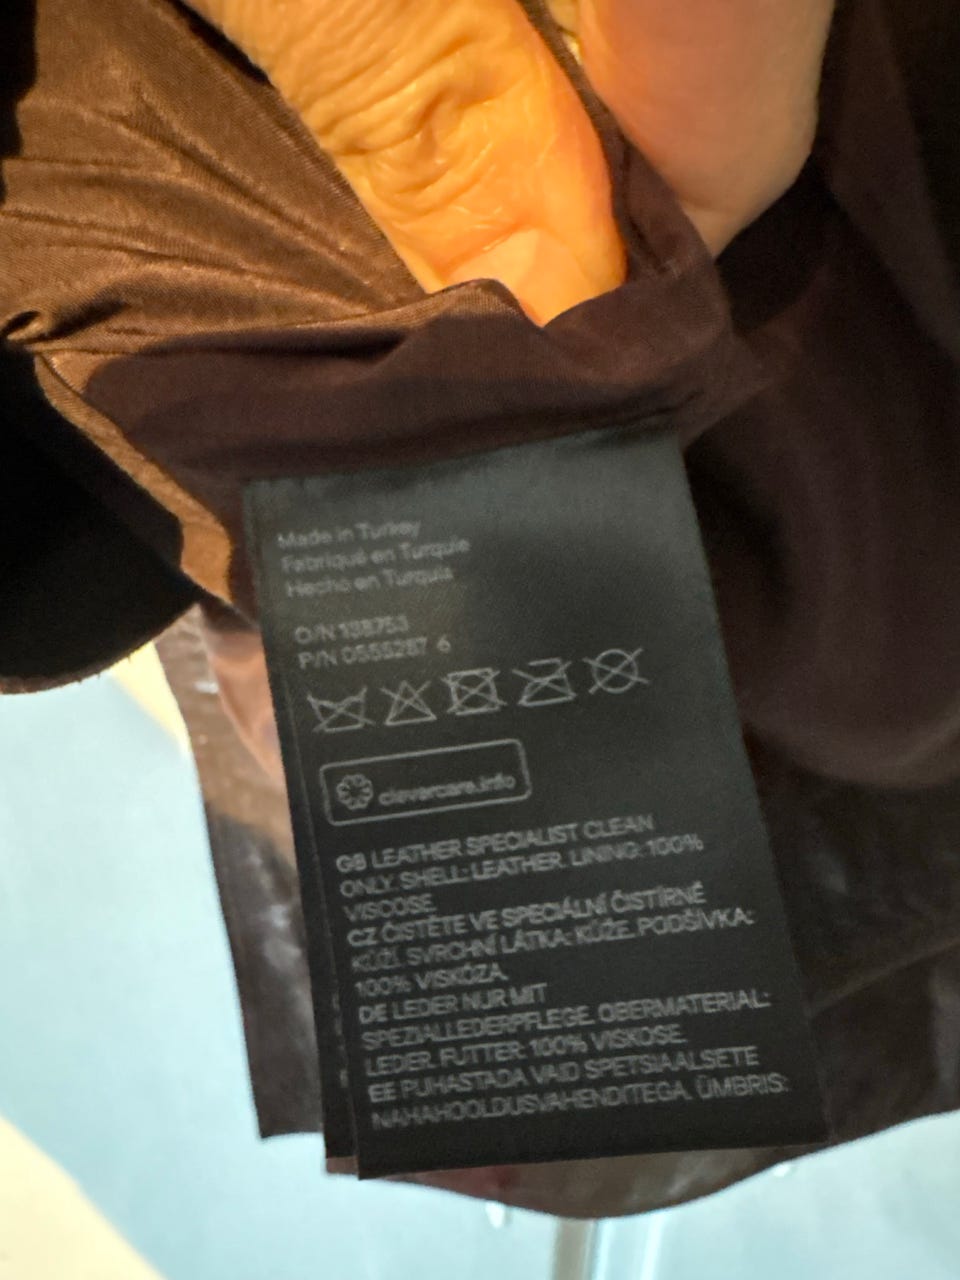 Made in Turkey
Fabriqué en Turquie
Hecho en Turquía
O/N 138753
P/N 0555287 6
clevercare.info
GB LEATHER SPECIALIST CLEAN
ONLY. SHELL: LEATHER. LINING: 100%
VISCOSE.
CZ ČISTĚTE VE SPECIÁLNÍ ČISTÍRNĚ
KŮŽÍ. SVRCHNÍ LÁTKA: KŮŽE. PODŠÍVKA:
100% VISKÓZA.
DE LEDER NUR MIT
SPEZIALLEDERPFLEGE. OBERMATERIAL:
LEDER. FUTTER: 100% VISKOSE.
EE PUHASTADA VAID SPETSIAALSETE
NAHAHOOLDUSVAHENDITEGA. ÜMBRIS: